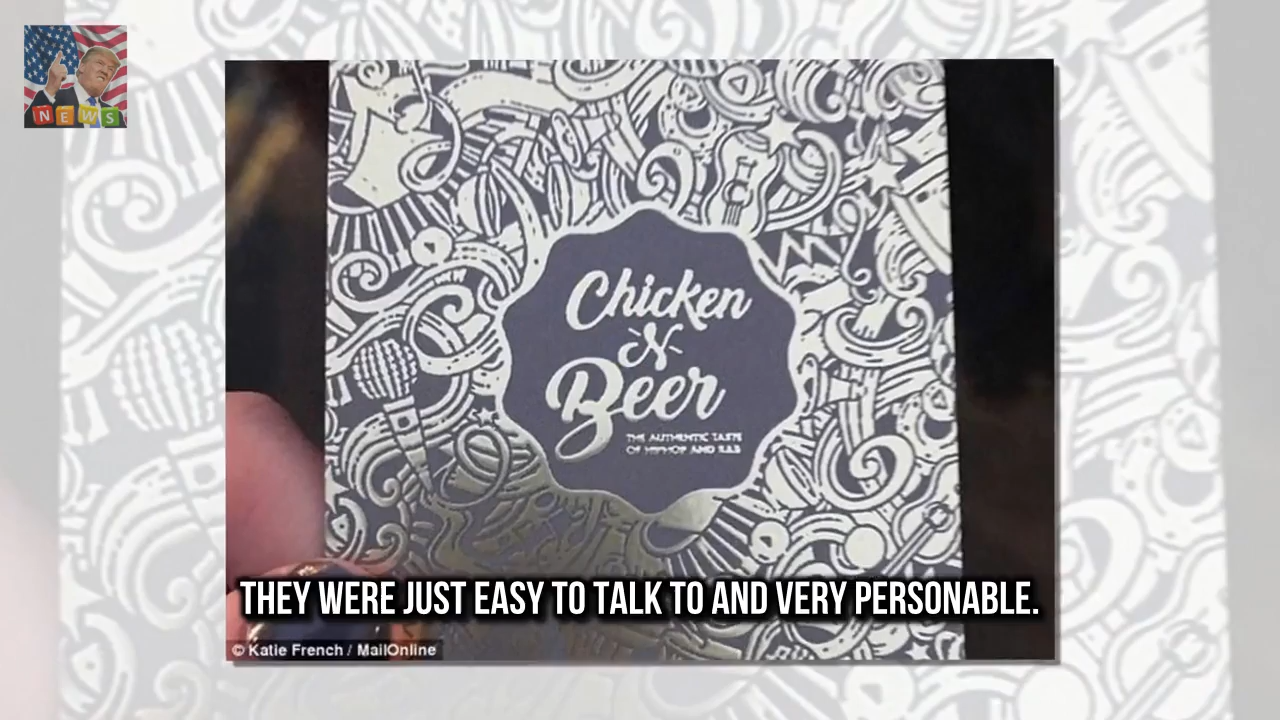 NEWS
Chicken
N
Beer
THE AUTHENTIC TASTE
OF HIPHOP AND R&B
THEY WERE JUST EASY TO TALK TO AND VERY PERSONABLE.
© Katie French / MailOnline